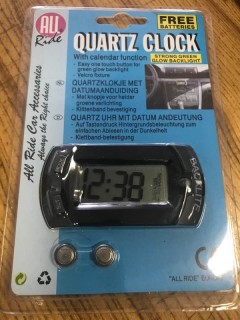 ALL
Ride
FREE
BATTERIES
QUARTZ CLOCK
With calendar function
STRONG GREEN
GLOW BACKLIGHT
- Easy one touch button for
green glow backlight
- Velcro fixture
QUARTZKLOKJE MET
DATUMAANDUIDING
- Met knopje voor helder
groene verlichting
- Klittenband bevestiging
QUARTZ UHR MIT DATUM ANDEUTUNG
- Auf Tastendruck Hintergrundsbeleuchtung zum
einfachen Ablesen in der Dunkelheit
- Klettband-befestigung
All Ride Car Accessories
Always the Right choice
12:38
CE
"ALL RIDE"